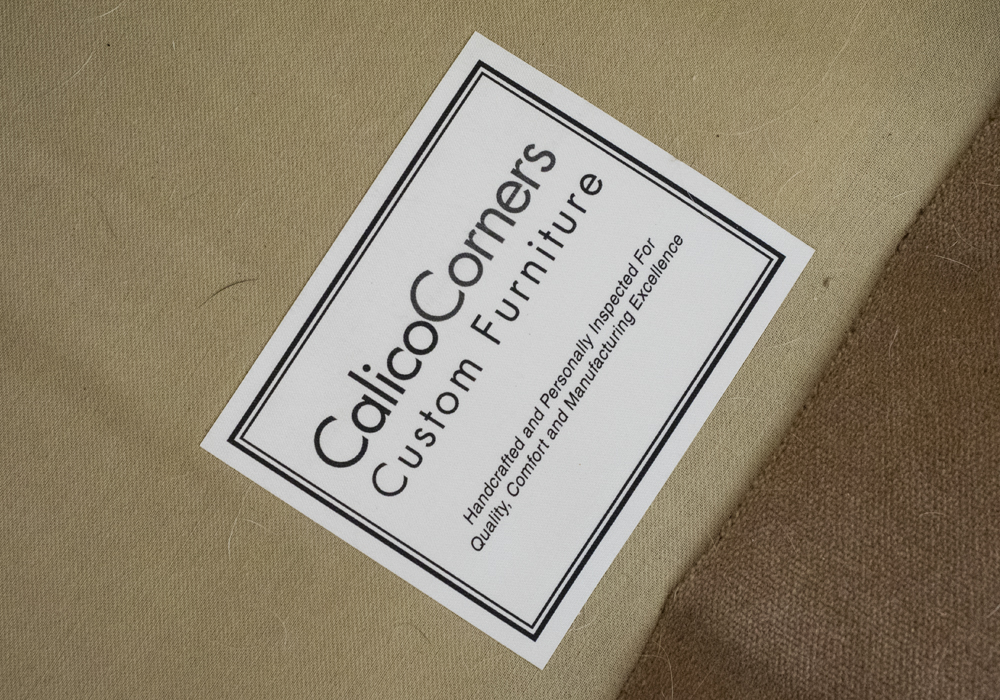 CalicoCorners
Custom Furniture
Handcrafted and Personally Inspected For
Quality, Comfort and Manufacturing Excellence